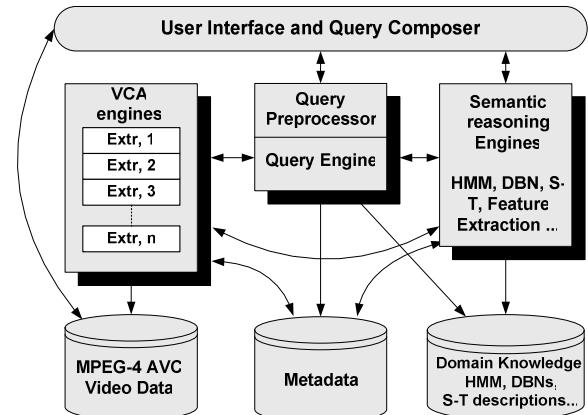 User Interface and Query Composer
VCA
engines
Extr, 1
Extr, 2
Extr, 3
Extr, n
Query
Preprocessor
Query Engine
Semantic
reasoning
Engines
HMM, DBN, S-
T, Feature
Extraction ...
MPEG-4 AVC
Video Data
Metadata
Domain Knowledge
HMM, DBNs,
S-T descriptions...